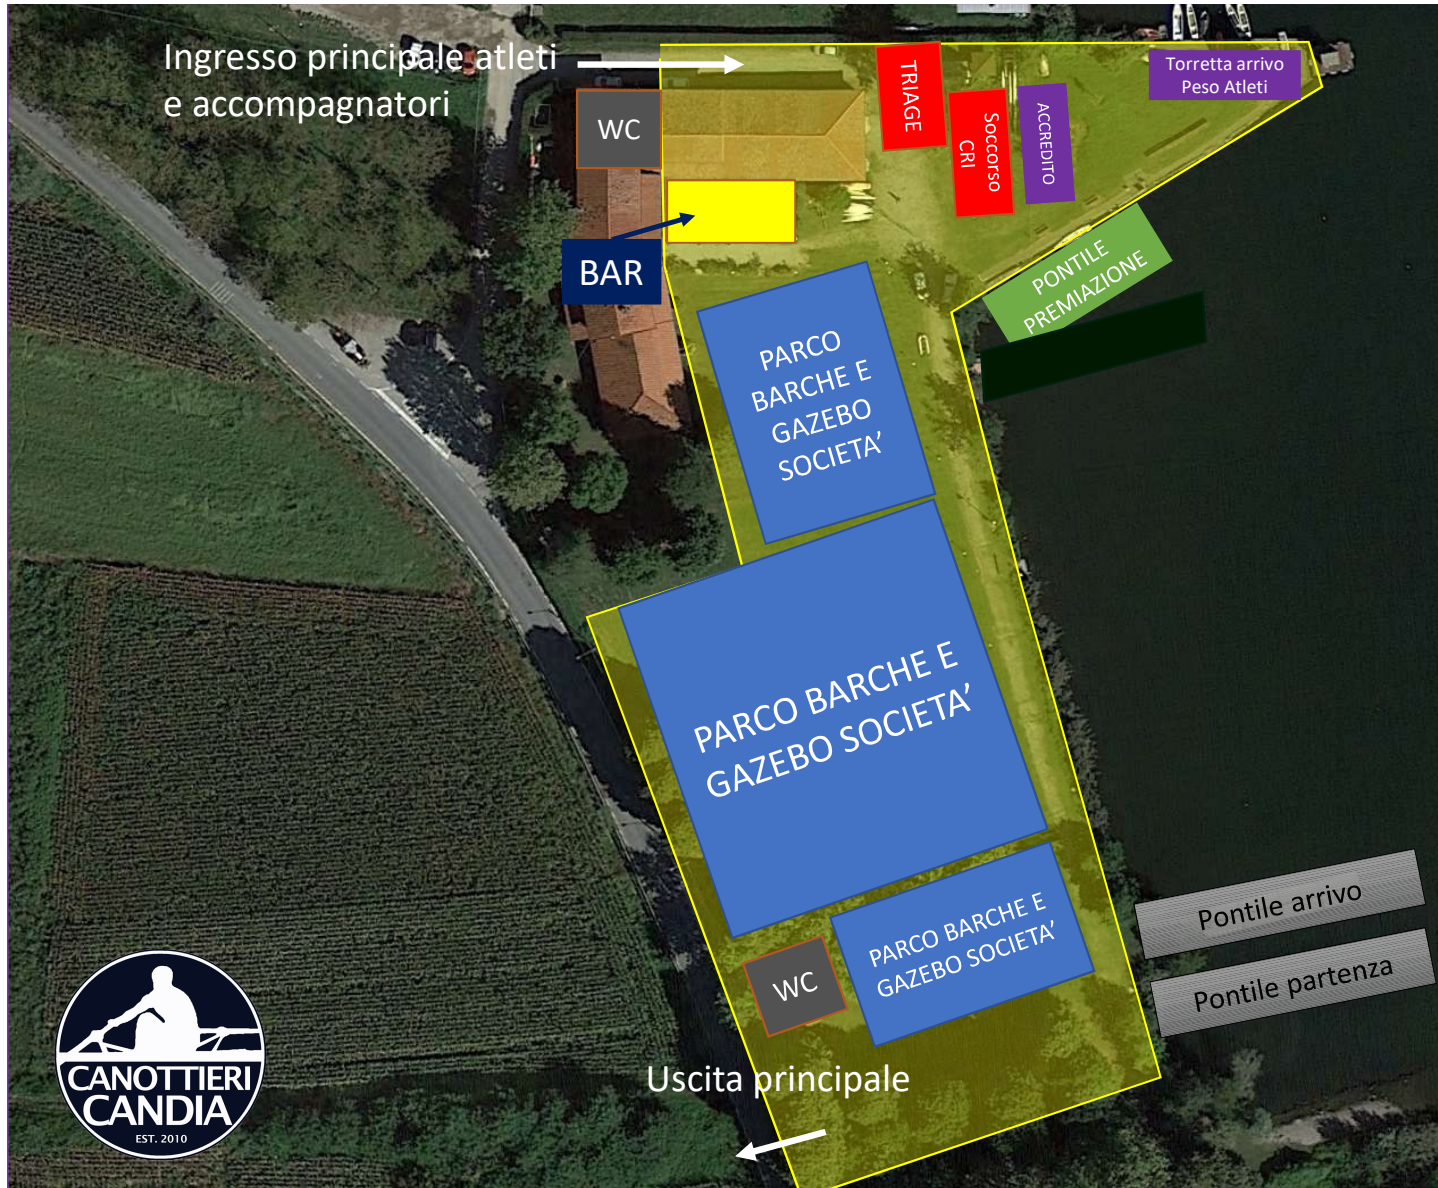 Ingresso principale atleti
e accompagnatori
WC
TRIAGE
Soccorso
CRI
ACCREDITO
Torretta arrivo
Peso Atleti
BAR
PONTILE
PREMIAZIONE
PARCO
BARCHE E
GAZEBO
SOCIETA’
PARCO BARCHE E
GAZEBO SOCIETA’
PARCO BARCHE E
GAZEBO SOCIETA’
WC
Pontile arrivo
Pontile partenza
Uscita principale
CANOTTIERI
CANDIA
EST. 2010